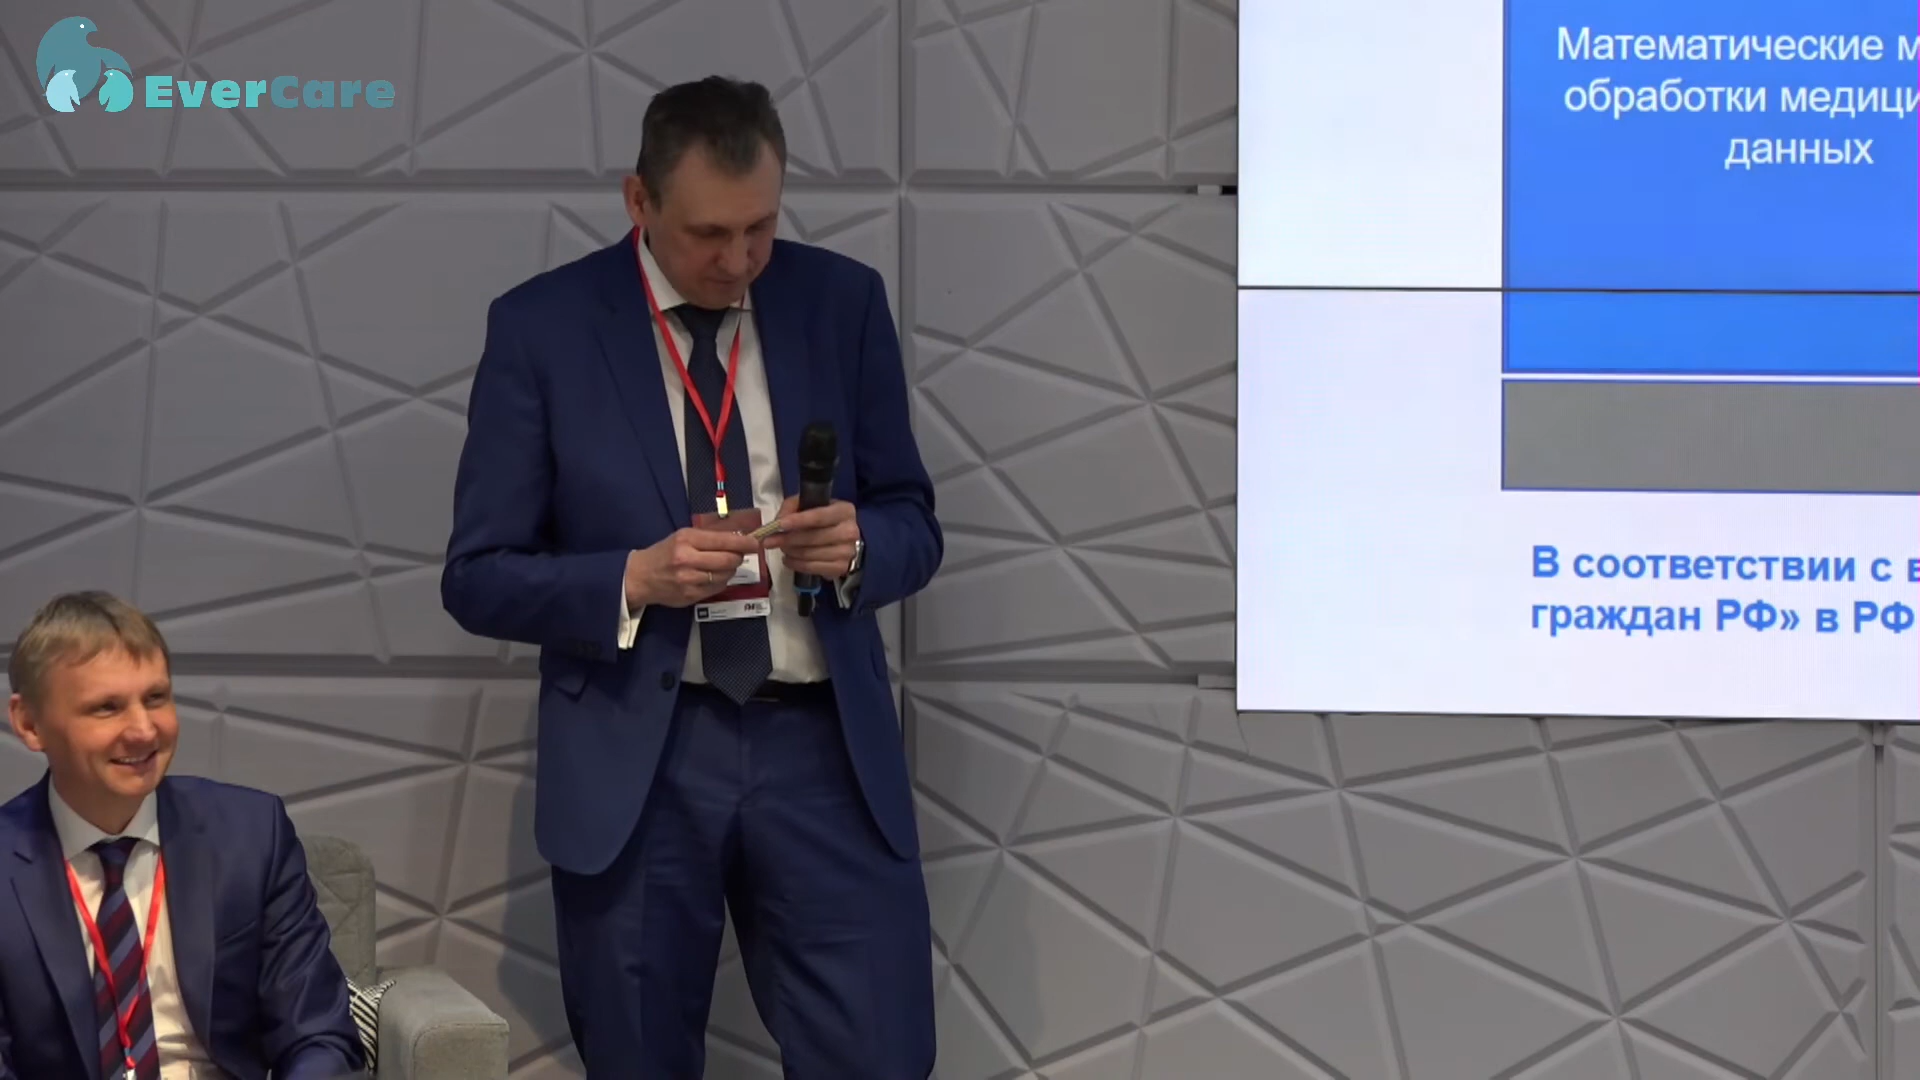 EverCare
Математические м
обработки медици
данных
В соответствии с в
граждан РФ» в РФ